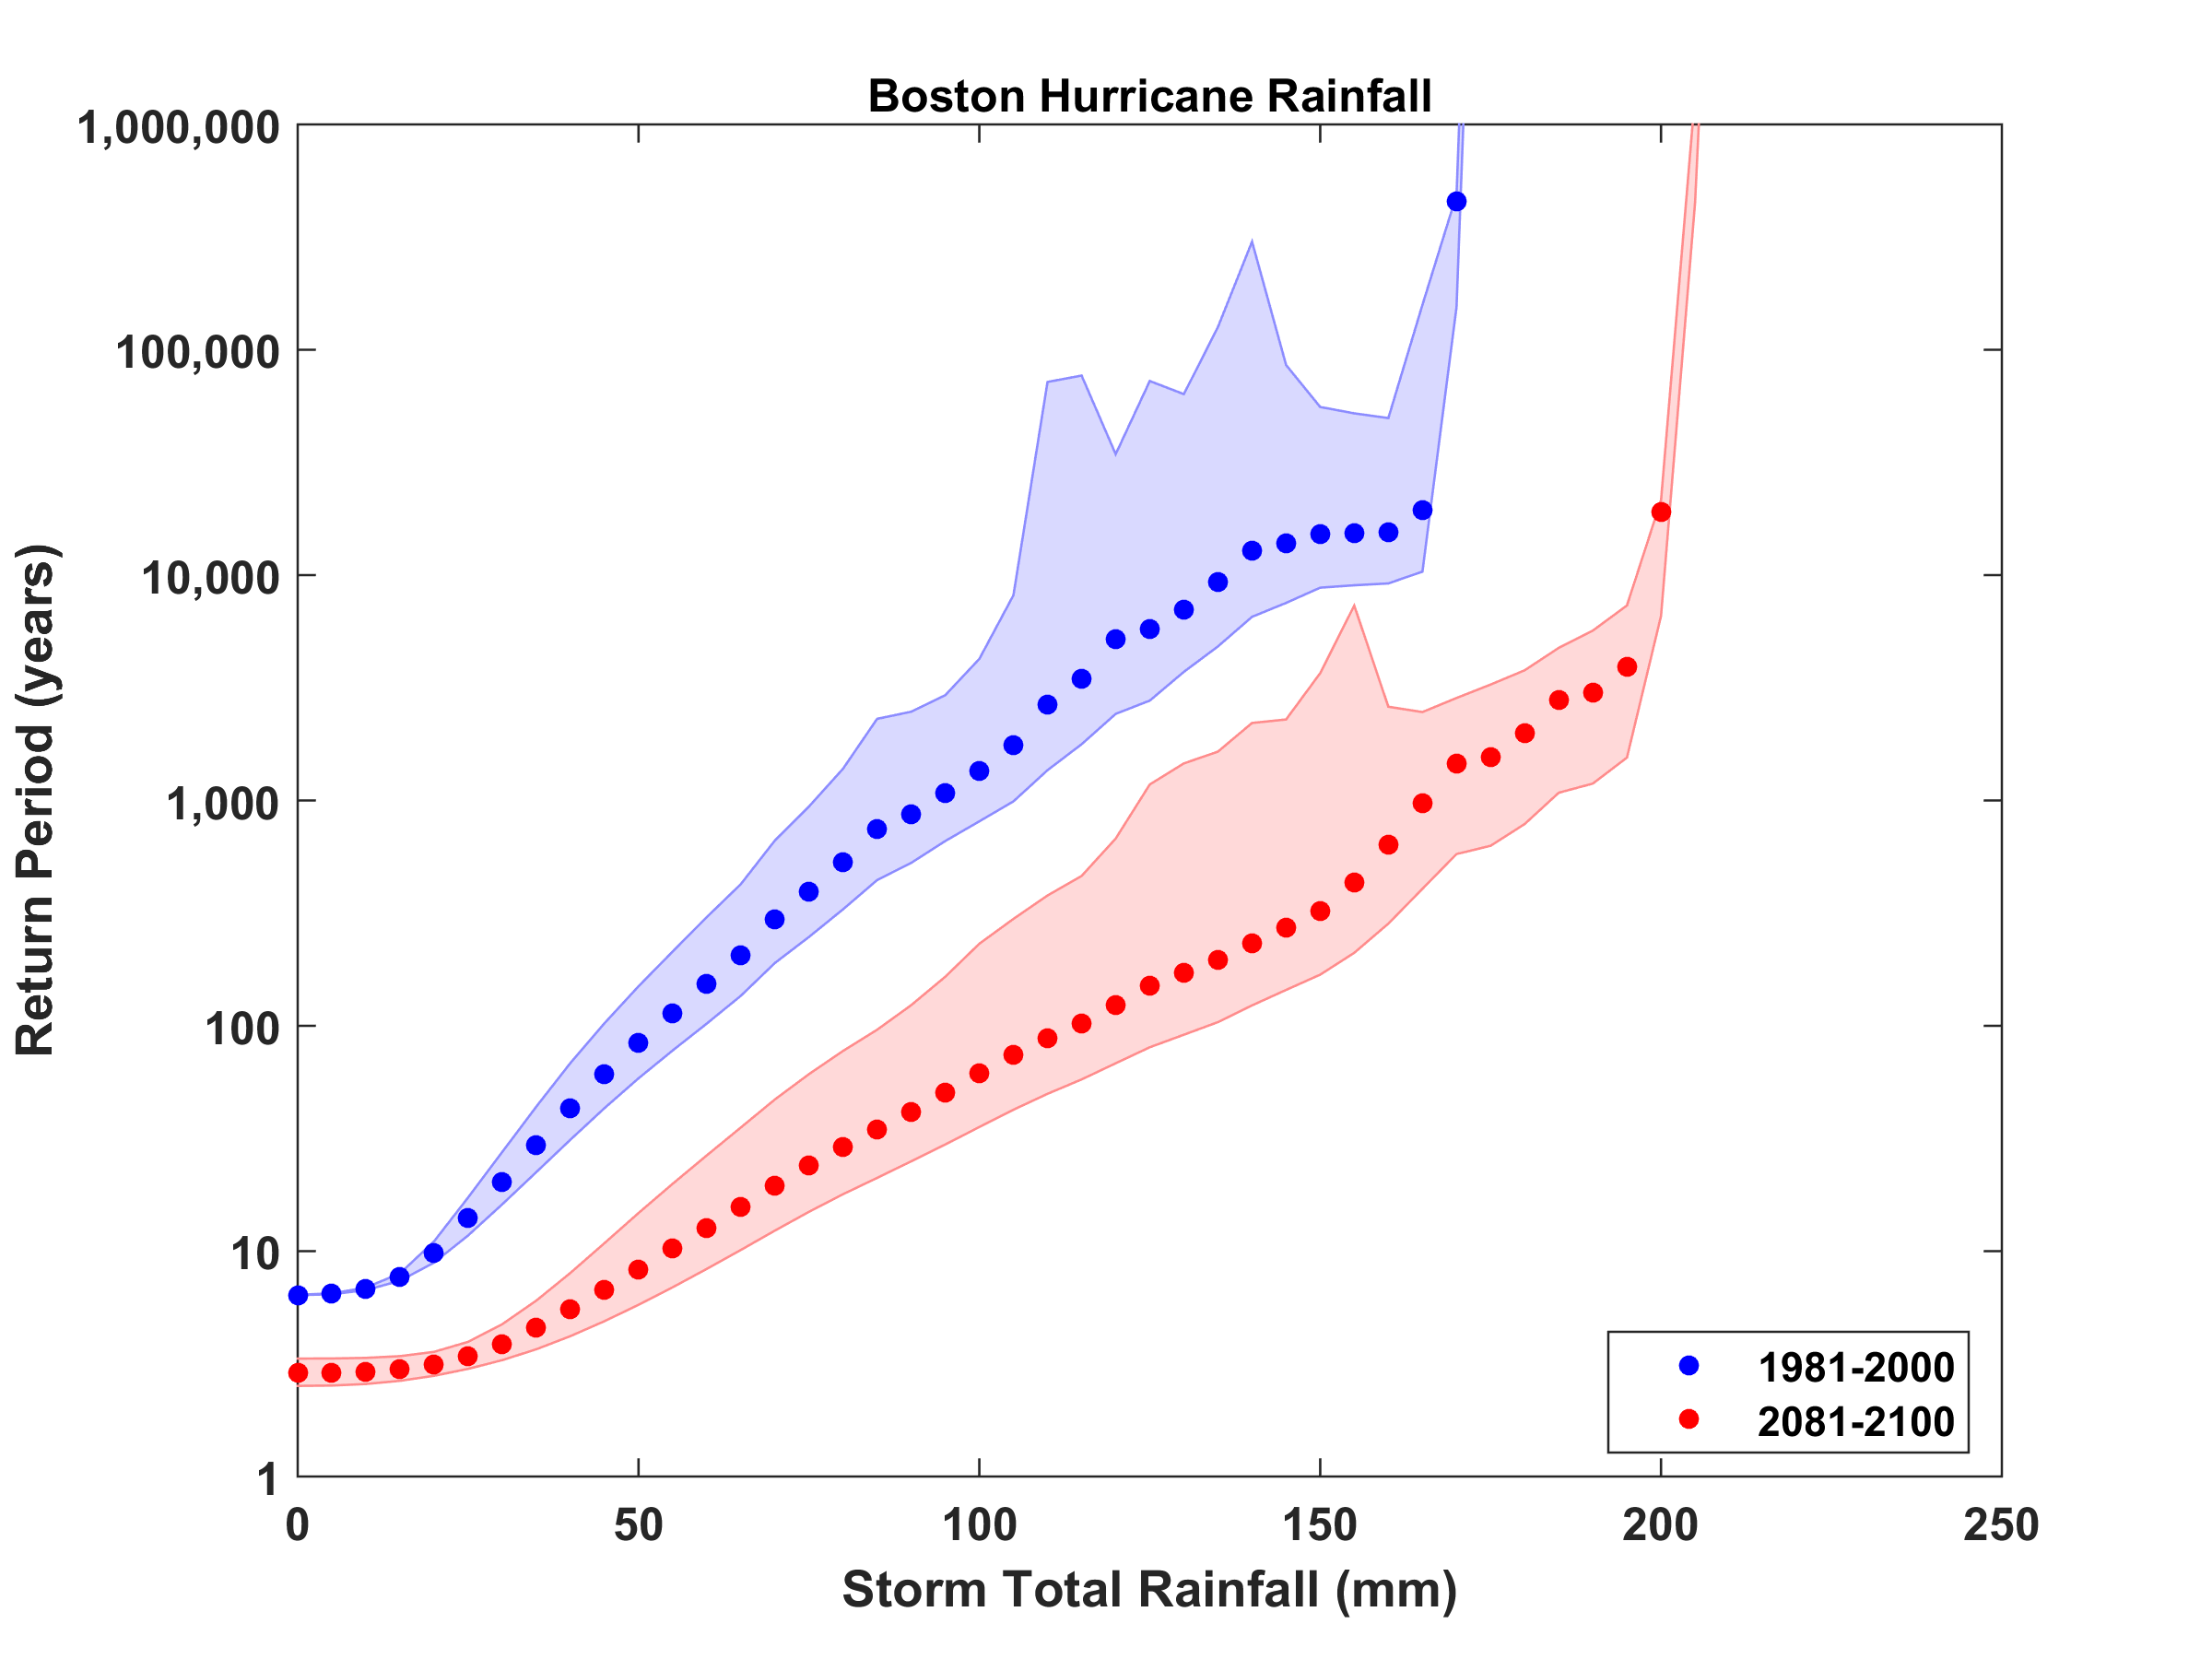 Boston Hurricane Rainfall
1,000,000
100,000
10,000
1,000
100
10
1
Return Period (years)
0 50 100 150 200 250
Storm Total Rainfall (mm)
1981-2000
2081-2100